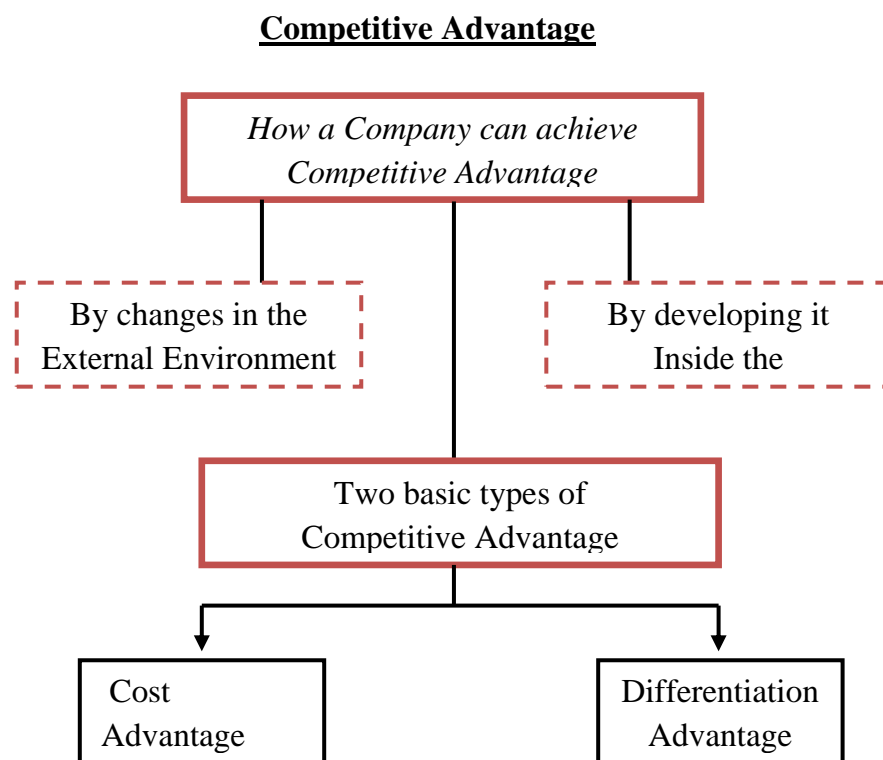 Competitive Advantage
How a Company can achieve
Competitive Advantage
By changes in the
External Environment
By developing it
Inside the
Two basic types of
Competitive Advantage
Cost
Advantage
Differentiation
Advantage